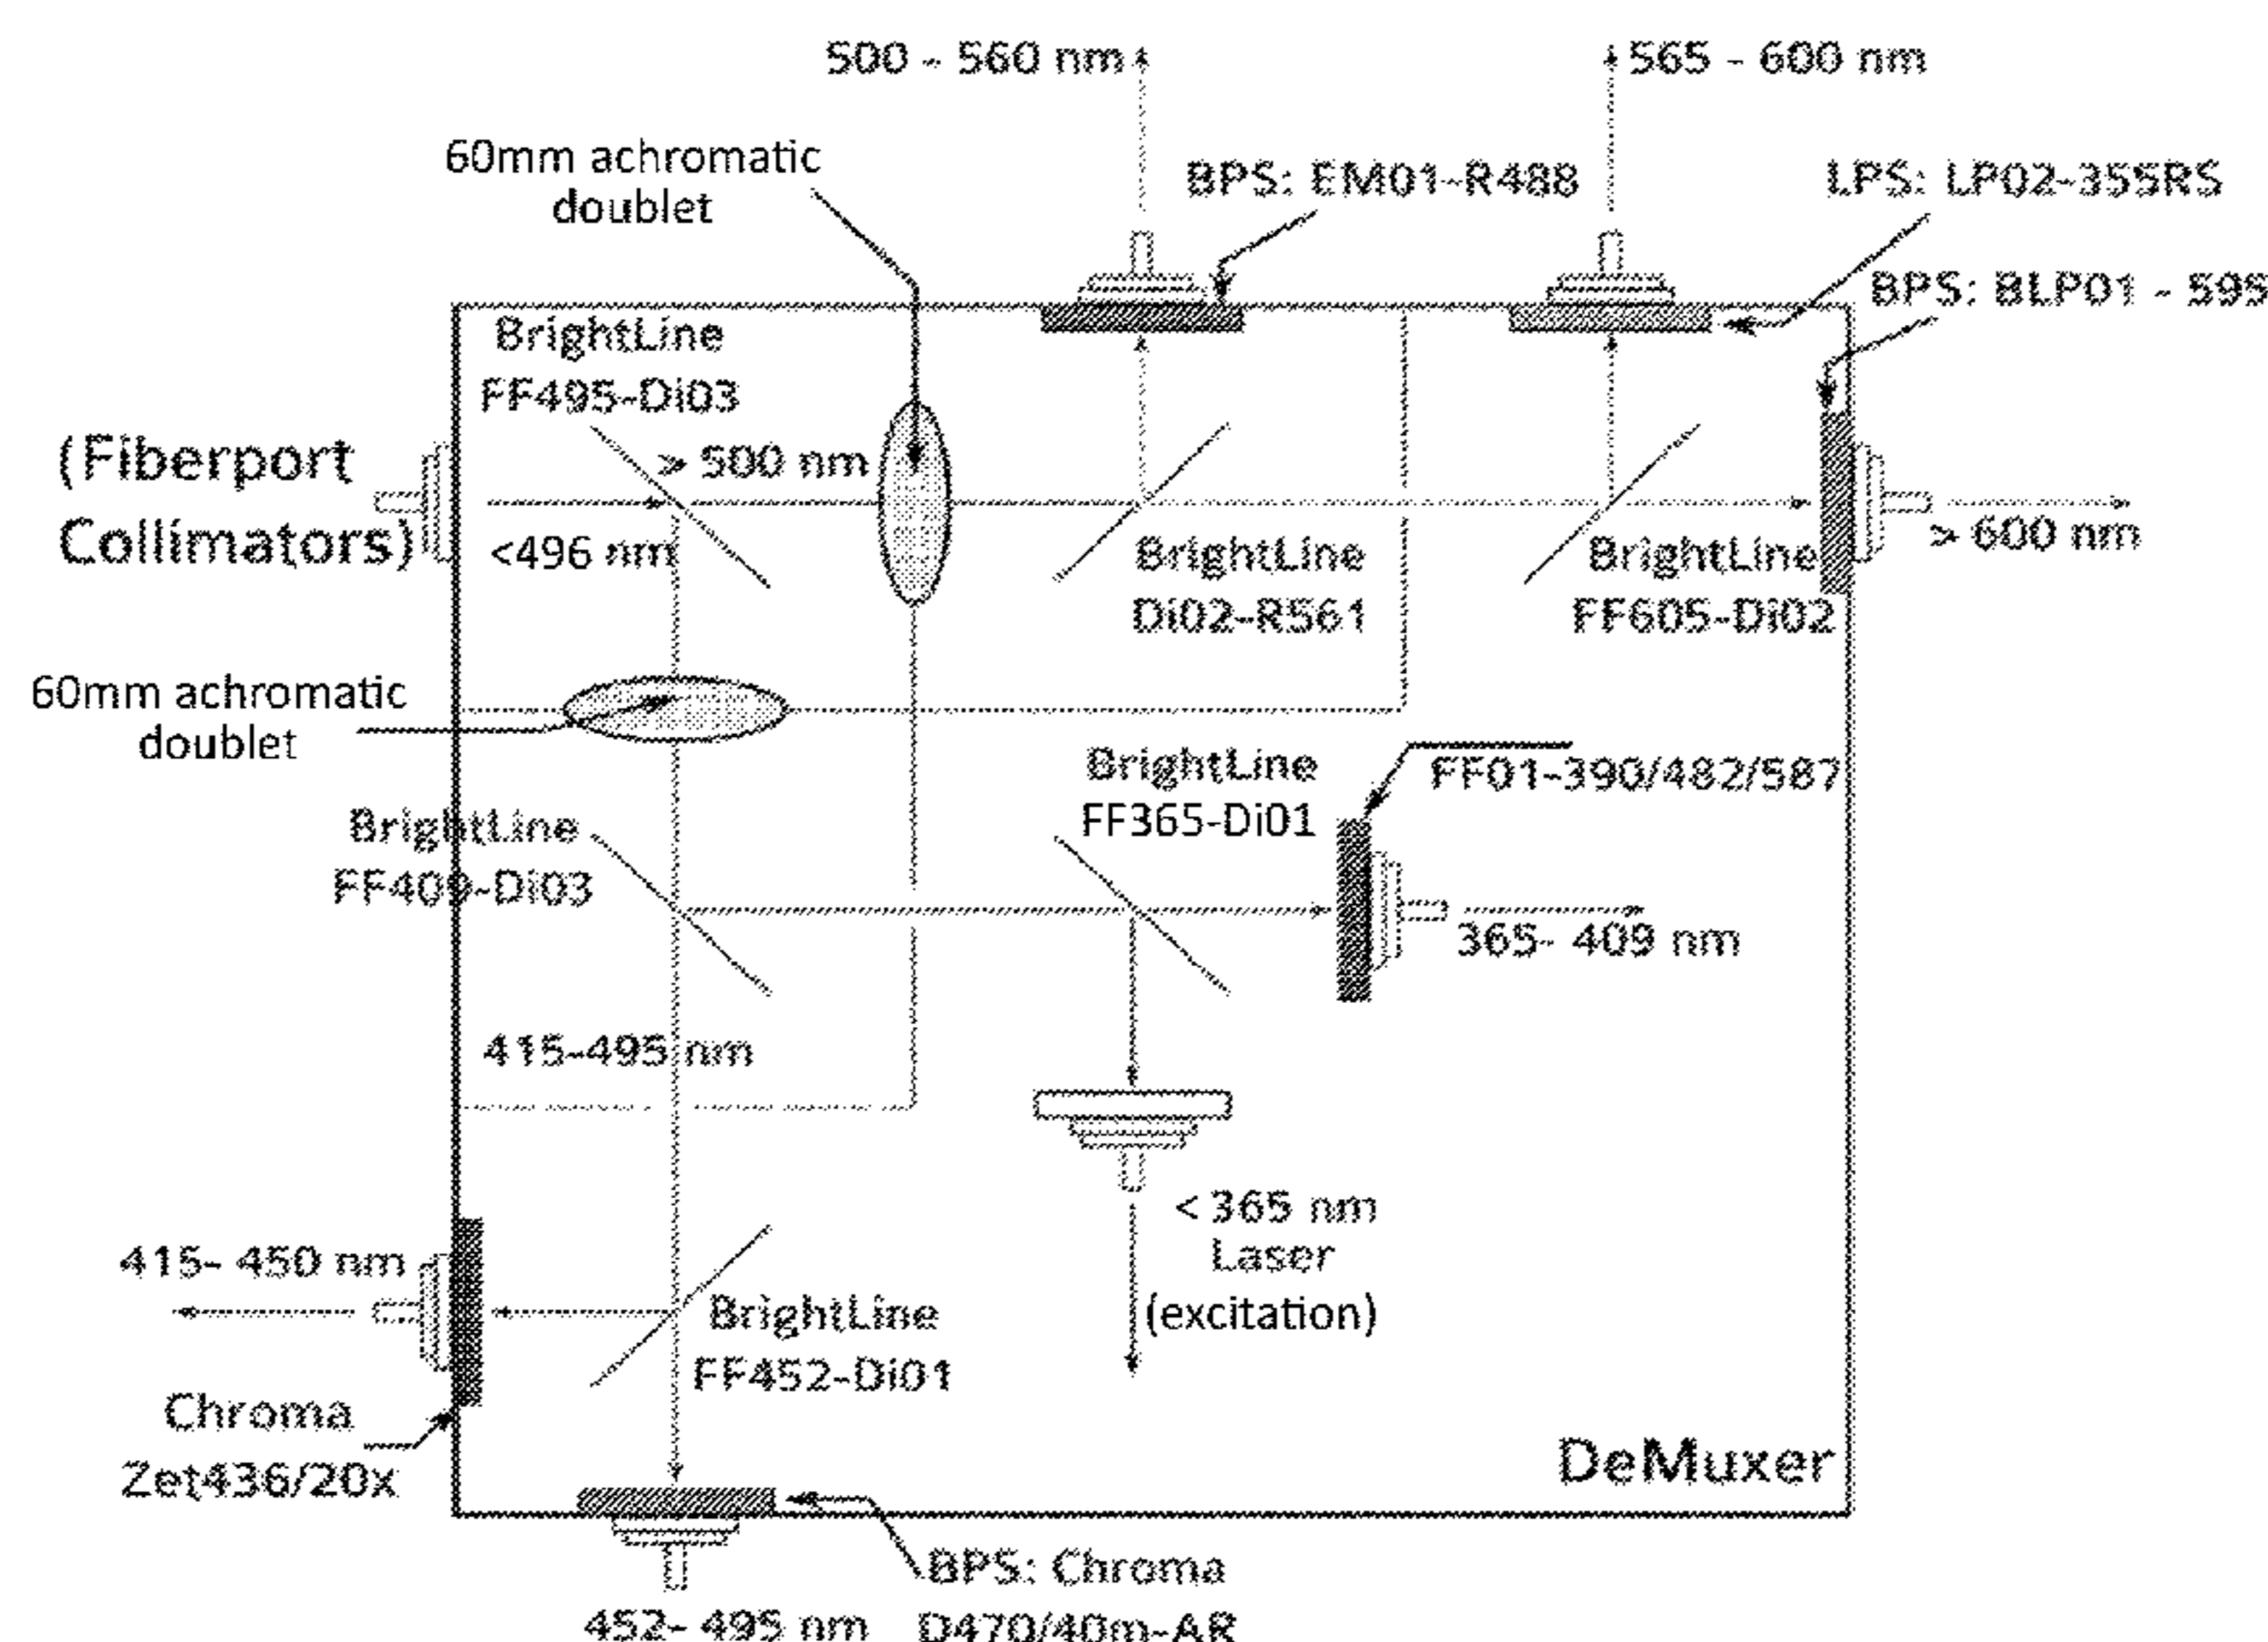 500 - 560 nm
565 - 600 nm
60mm achromatic
doublet
BPS: EM01-R488
LPS: LP02-355RS
BPS: BLP01 - 595
BrightLine
FF495-Di03
(Fiberport
Collimators)
> 500 nm
<496 nm
BrightLine
Di02-R561
BrightLine
FF605-Di02
> 600 nm
60mm achromatic
doublet
BrightLine
FF365-Di01
FF01-390/482/587
BrightLine
FF409-Di03
365- 409 nm
415-495 nm
< 365 nm
Laser
(excitation)
415- 450 nm
BrightLine
FF452-Di01
Chroma
Zet436/20x
DeMuxer
BPS: Chroma
D470/40m-AR
452- 495 nm